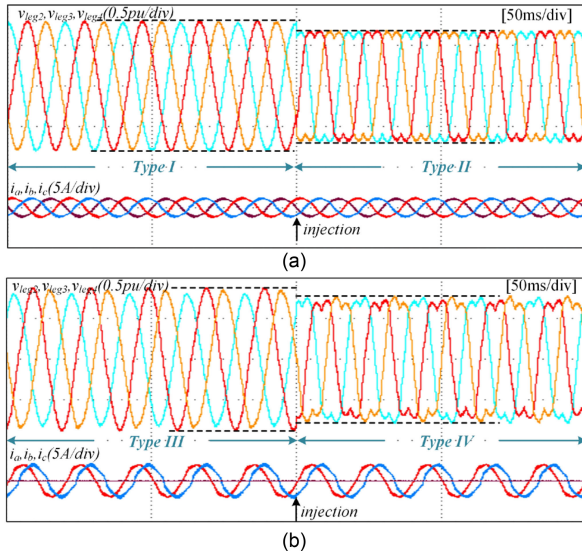 vleg2,vleg3,vleg4(0.5pu/div) [50ms/div]
Type I Type II
ia,ib,ic(5A/div)
injection
(a)
vleg2,vleg3,vleg4(0.5pu/div) [50ms/div]
Type III Type IV
ia,ib,ic(5A/div)
injection
(b)